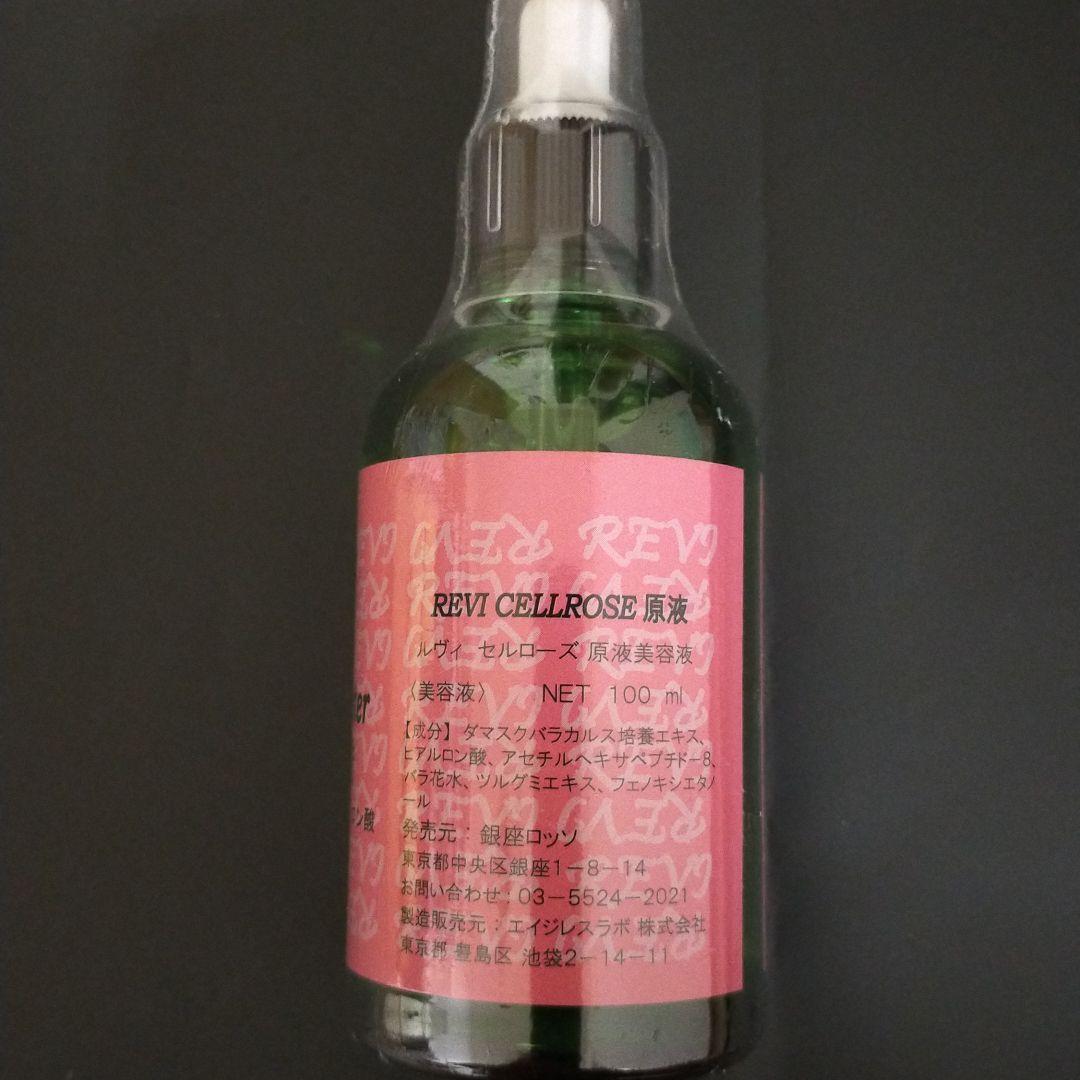 REVI CELLROSE 原液
ルヴィ セルローズ 原液美容液
〈美容液〉 NET 100 ml
【成分】ダマスクバラカルス培養エキス、
ヒアルロン酸、アセチルヘキサペプチドー8、
バラ花水、ツルグミエキス、フェノキシエタノ
ール
発売元：銀座ロッソ
東京都中央区銀座1－8－14
お問い合わせ：03－5524－2021
製造販売元：エイジレスラボ 株式会社
東京都 豊島区 池袋2－14－11
er
ン酸
REVI